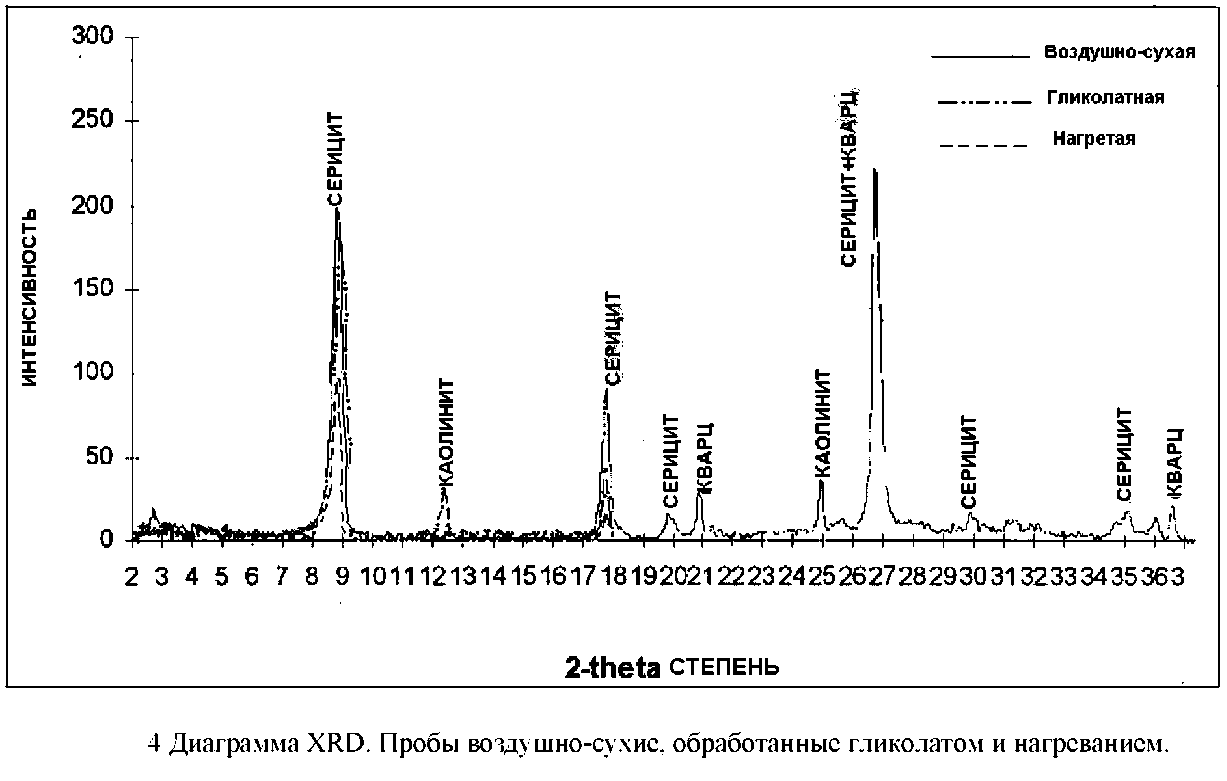 300
250
200
150
100
50
0
ИНТЕНСИВНОСТЬ
Воздушно-сухая
Гликолатная
Нагретая
СЕРИЦИТ
КАОЛИНИТ
СЕРИЦИТ
СЕРИЦИТ
КВАРЦ
КАОЛИНИТ
СЕРИЦИТ+КВАРЦ
СЕРИЦИТ
СЕРИЦИТ
КВАРЦ
2 3 4 5 6 7 8 9 10 11 12 13 14 15 16 17 18 19 20 21 22 23 24 25 26 27 28 29 30 31 32 33 34 35 36 3
2-theta СТЕПЕНЬ
4 Диаграмма XRD. Пробы воздушно-сухие, обработанные гликолатом и нагреванием.